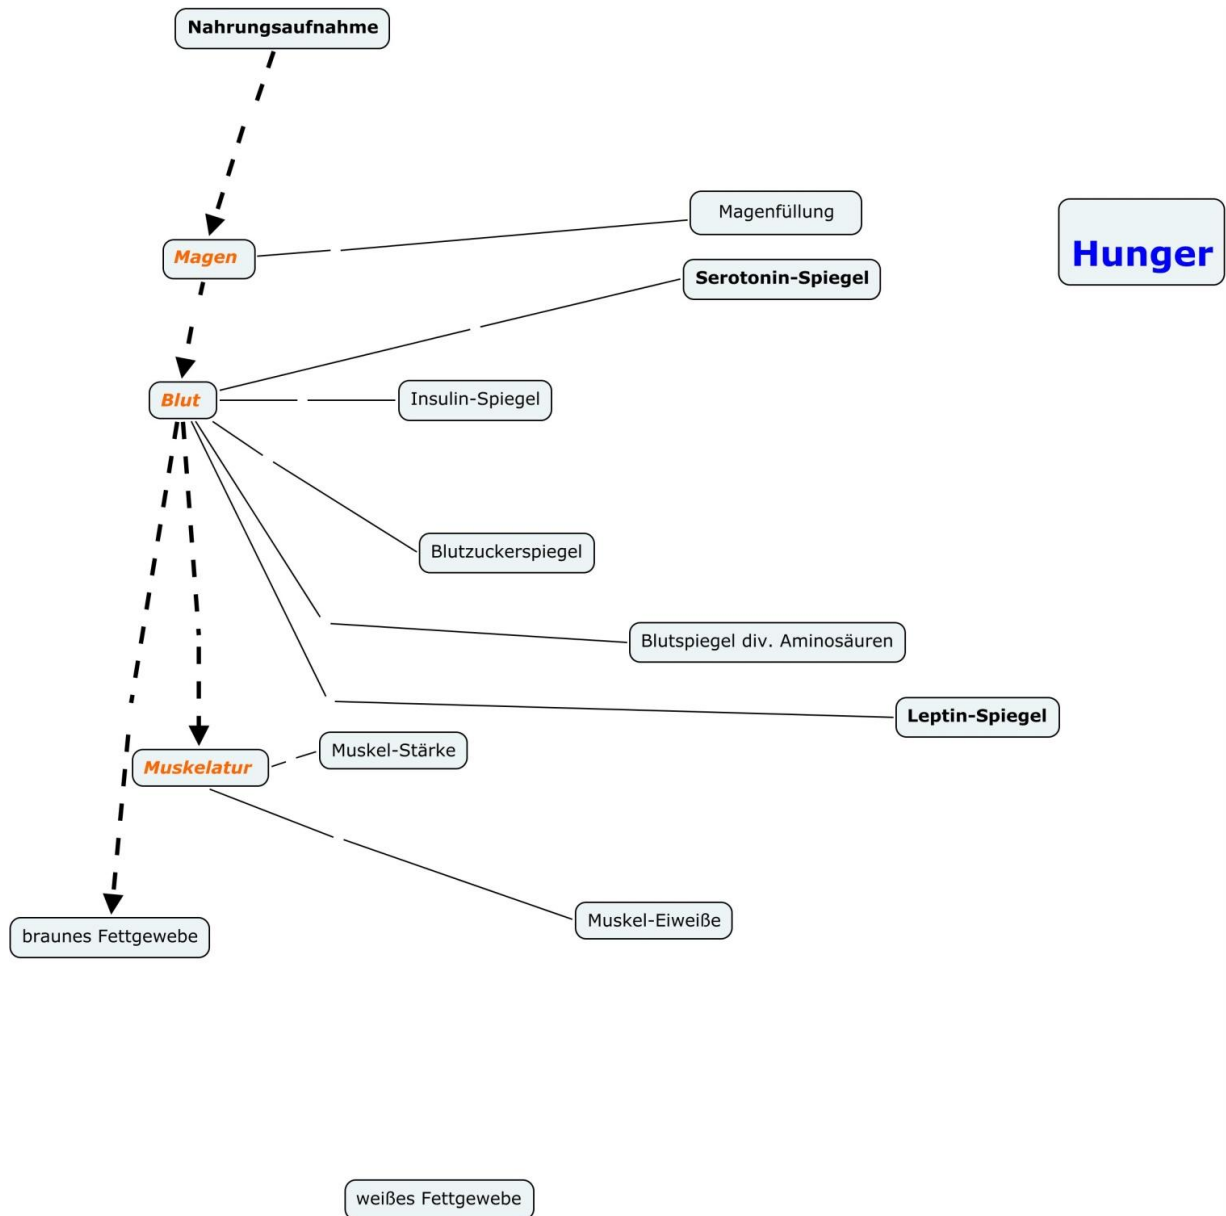 Nahrungsaufnahme
Magenfüllung
Hunger
Magen
Serotonin-Spiegel
Blut
Insulin-Spiegel
Blutzuckerspiegel
Blutspiegel div. Aminosäuren
Leptin-Spiegel
Muskel-Stärke
Muskelatur
Muskel-Eiweiße
braunes Fettgewebe
weißes Fettgewebe